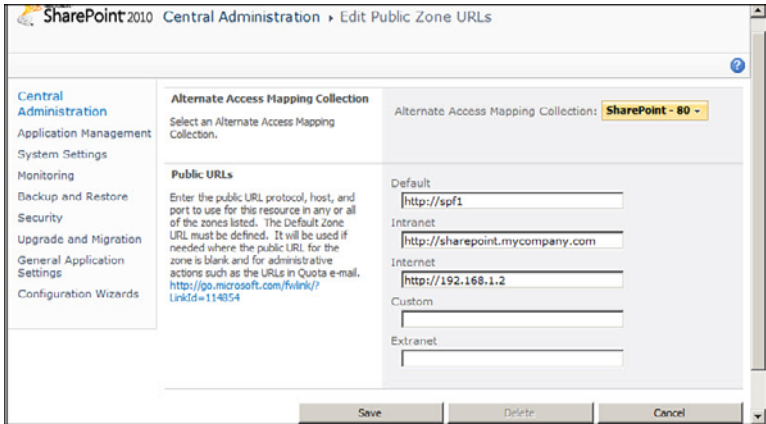 SharePoint 2010 Central Administration ▸ Edit Public Zone URLs
Central
Administration
Application Management
System Settings
Monitoring
Backup and Restore
Security
Upgrade and Migration
General Application
Settings
Configuration Wizards
Alternate Access Mapping Collection
Select an Alternate Access Mapping
Collection.
Alternate Access Mapping Collection: SharePoint - 80
Public URLs
Enter the public URL protocol, host, and
port to use for this resource in any or all
of the zones listed. The Default Zone
URL must be defined. It will be used if
needed where the public URL for the
zone is blank and for administrative
actions such as the URLs in Quota e-mail.
http://go.microsoft.com/fwlink/?
LinkId=114854
Default
http://spf1
Intranet
http://sharepoint.mycompany.com
Internet
http://192.168.1.2
Custom
Extranet
Save
Delete
Cancel